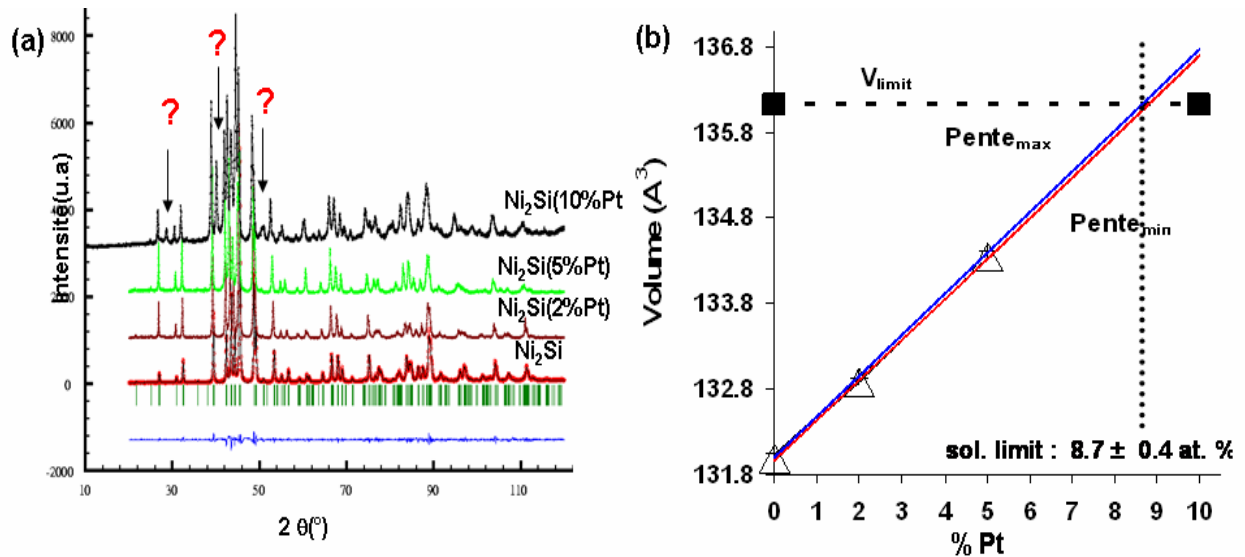 (a)
8000
6000
4000
2000
0
-2000
Intensite(u.a)
?
?
?
Ni₂Si(10%Pt
Ni₂Si(5%Pt)
Ni₂Si(2%Pt)
Ni₂Si
10
30
50
70
90
110
2 θ(°)
(b)
136.8
135.8
134.8
133.8
132.8
131.8
Volume (A³)
Vlimit
Pentemax
Pentemin
sol. limit : 8.7 ± 0.4 at. %
0 1 2 3 4 5 6 7 8 9 10
% Pt